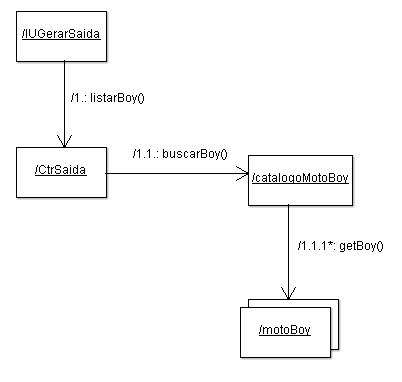 /IUGerarSaida
/1.: listarBoy()
/1.1.: buscarBoy()
/CtrSaida
/catalogoMotoBoy
/1.1.1*: getBoy()
/motoBoy